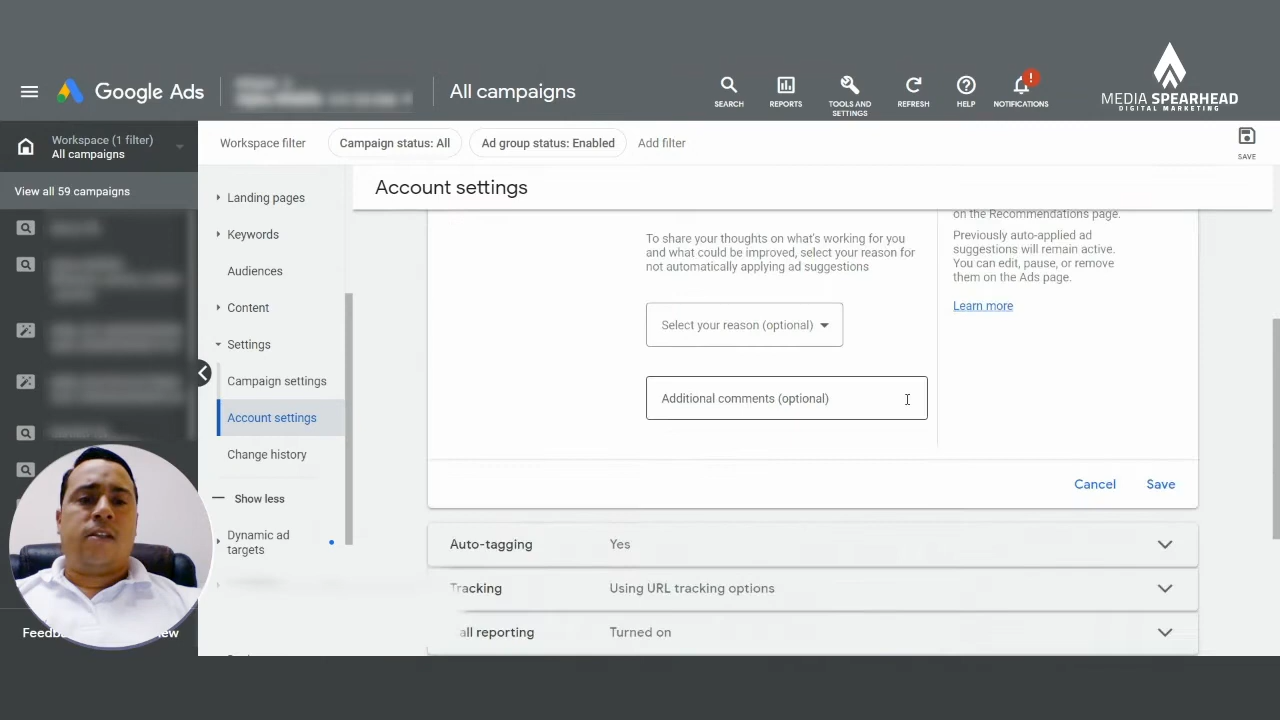 Google Ads
All campaigns
SEARCH
REPORTS
TOOLS AND
SETTINGS
REFRESH
HELP
!
NOTIFICATIONS
MEDIA SPEARHEAD
DIGITAL MARKETING
Workspace (1 filter)
All campaigns
View all 59 campaigns
Workspace filter
Campaign status: All
Ad group status: Enabled
Add filter
SAVE
Landing pages
Keywords
Audiences
Content
Settings
Campaign settings
Account settings
Change history
Show less
Dynamic ad
targets
Account settings
To share your thoughts on what's working for you
and what could be improved, select your reason for
not automatically applying ad suggestions
Select your reason (optional)
Additional comments (optional)
on the Recommendations page.
Previously auto-applied ad
suggestions will remain active.
You can edit, pause, or remove
them on the Ads page.
Learn more
Cancel
Save
Auto-tagging
Yes
Tracking
Using URL tracking options
all reporting
Turned on